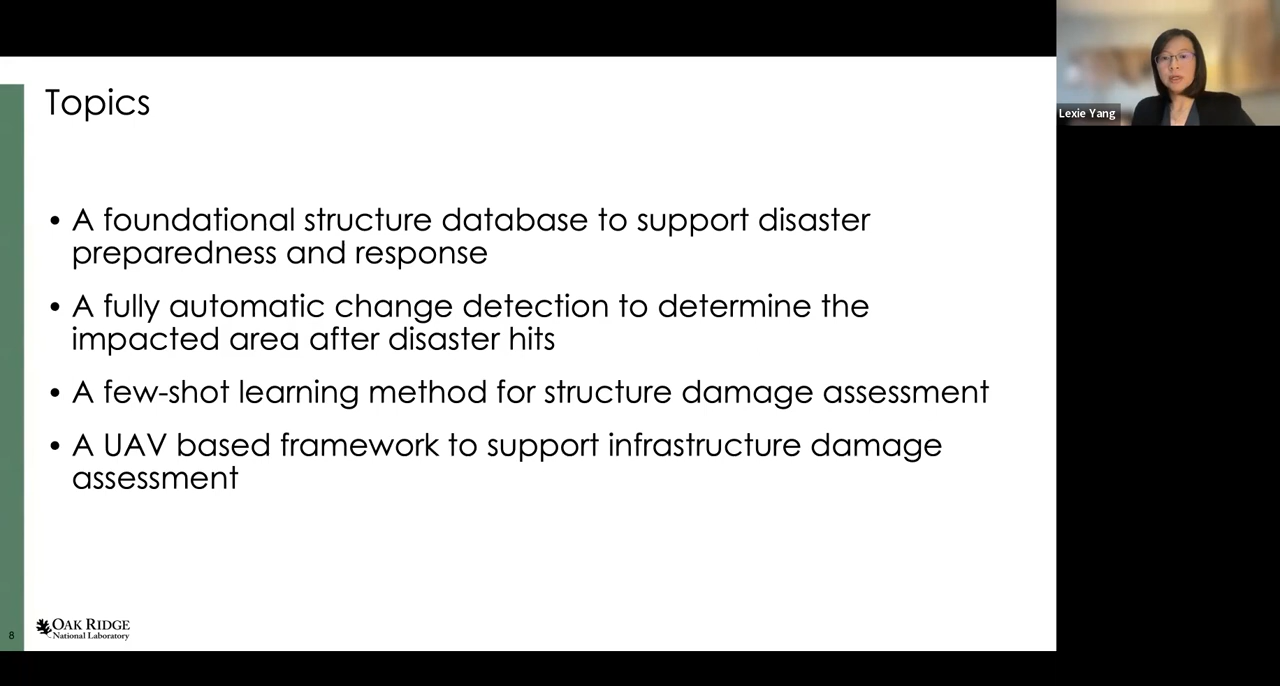 Topics
• A foundational structure database to support disaster
preparedness and response
• A fully automatic change detection to determine the
impacted area after disaster hits
• A few-shot learning method for structure damage assessment
• A UAV based framework to support infrastructure damage
assessment
8
OAK RIDGE
National Laboratory
Lexie Yang